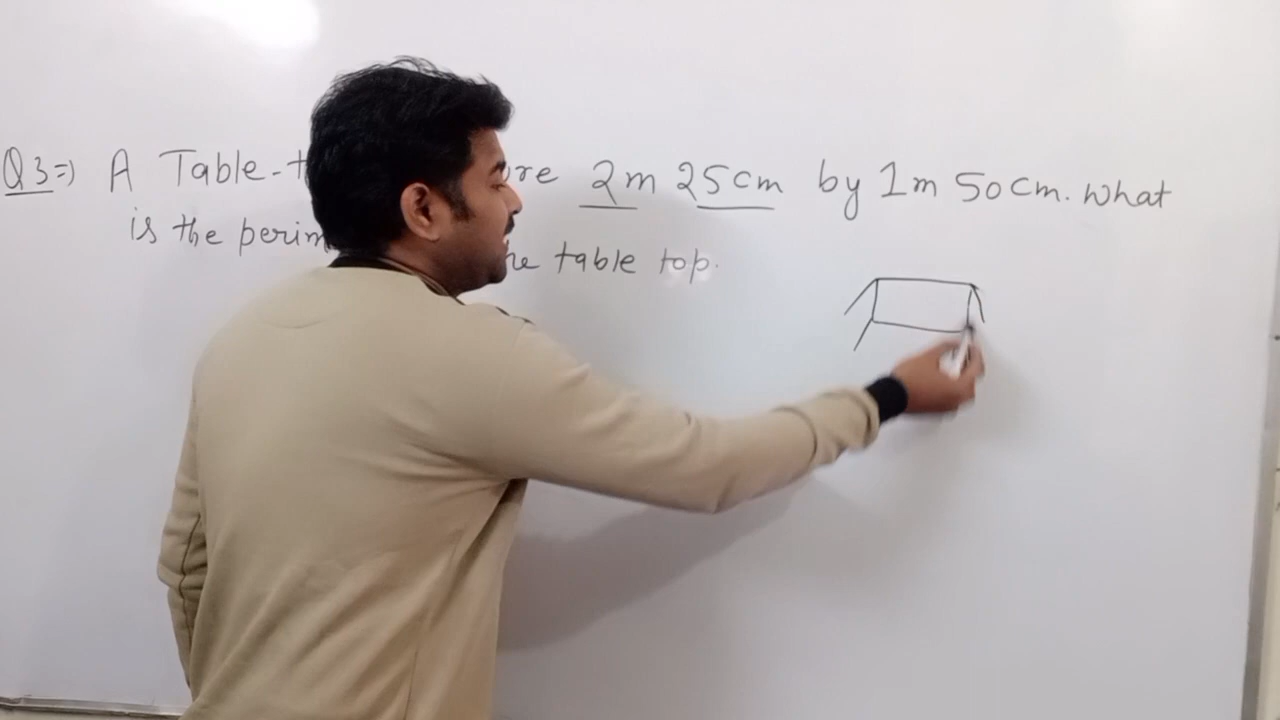 Q3=) A Table-t re 2m 25cm by 1m 50cm. What
is the perim he table top.